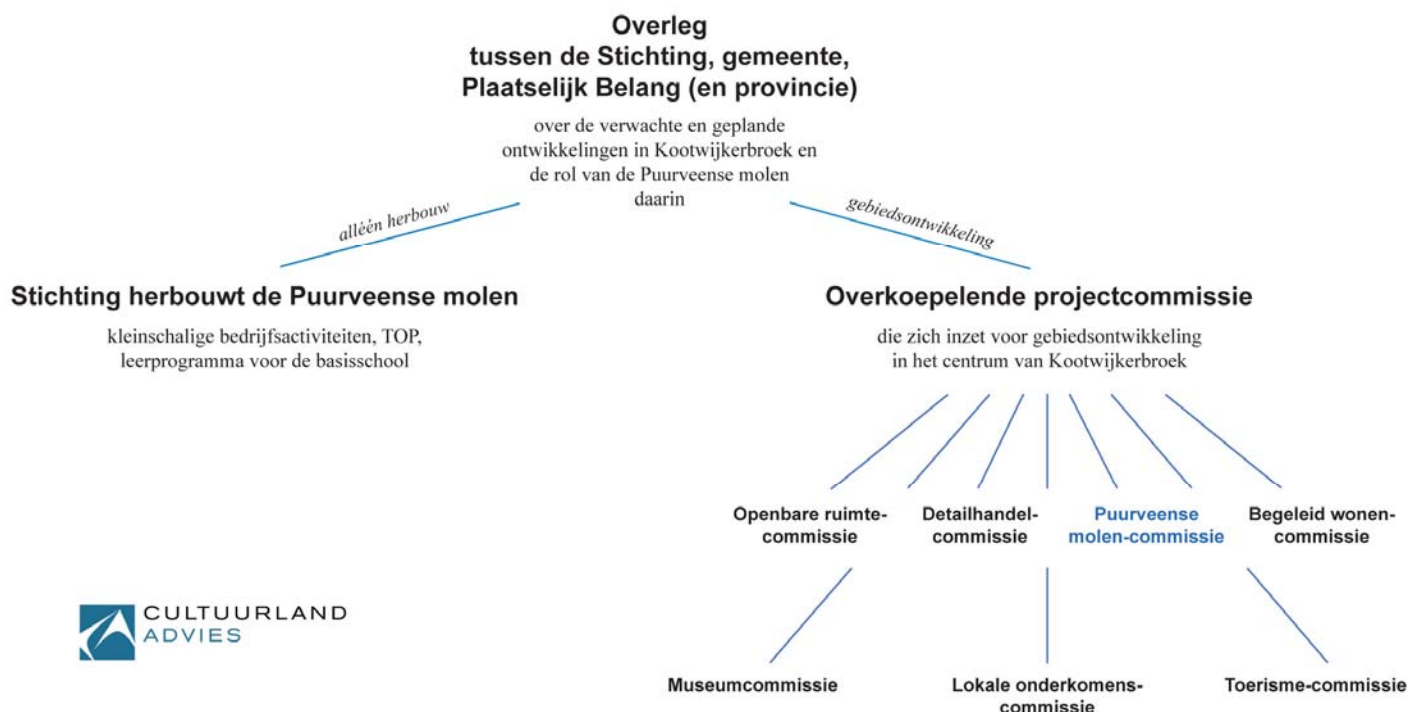 Overleg
tussen de Stichting, gemeente,
Plaatselijk Belang (en provincie)
over de verwachte en geplande
ontwikkelingen in Kootwijkerbroek en
de rol van de Puurveense molen
daarin
alléén herbouw
gebiedsontwikkeling
Stichting herbouwt de Puurveense molen
kleinschalige bedrijfsactiviteiten, TOP,
leerprogramma voor de basisschool
Overkoepelende projectcommissie
die zich inzet voor gebiedsontwikkeling
in het centrum van Kootwijkerbroek
Openbare ruimte-
commissie
Detailhandel-
commissie
Puurveense
molen-commissie
Begeleid wonen-
commissie
Museumcommissie
Lokale onderkomens-
commissie
Toerisme-commissie
CULTUURLAND
ADVIES